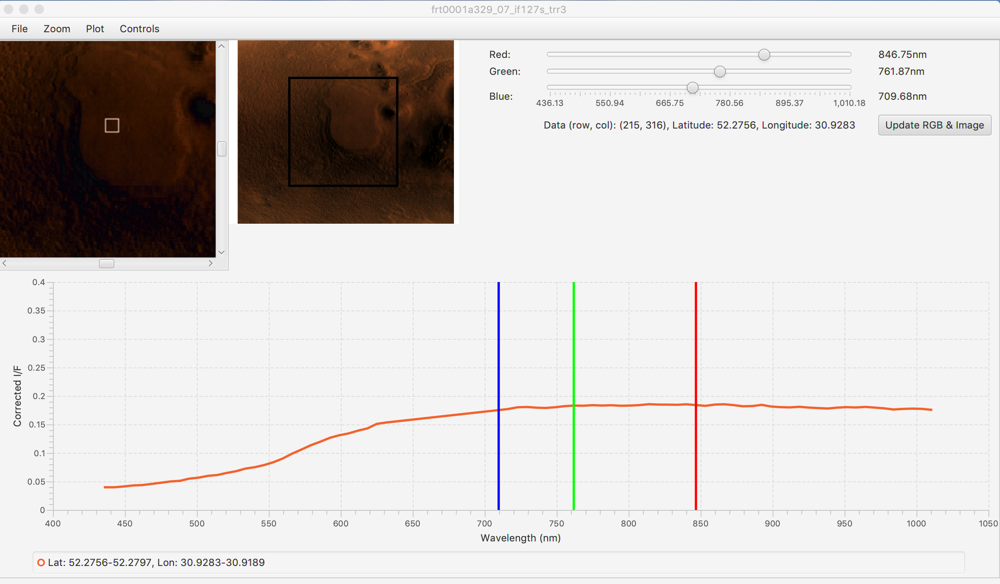 frt0001a329_07_if127s_trr3
File Zoom Plot Controls
Red: 846.75nm
Green: 761.87nm
Blue: 709.68nm
436.13 550.94 665.75 780.56 895.37 1,010.18
Data (row, col): (215, 316), Latitude: 52.2756, Longitude: 30.9283 Update RGB & Image
0.4
0.35
0.3
0.25
0.2
0.15
0.1
0.05
0
Corrected I/F
400 450 500 550 600 650 700 750 800 850 900 950 1000 1050
Wavelength (nm)
Lat: 52.2756-52.2797, Lon: 30.9283-30.9189